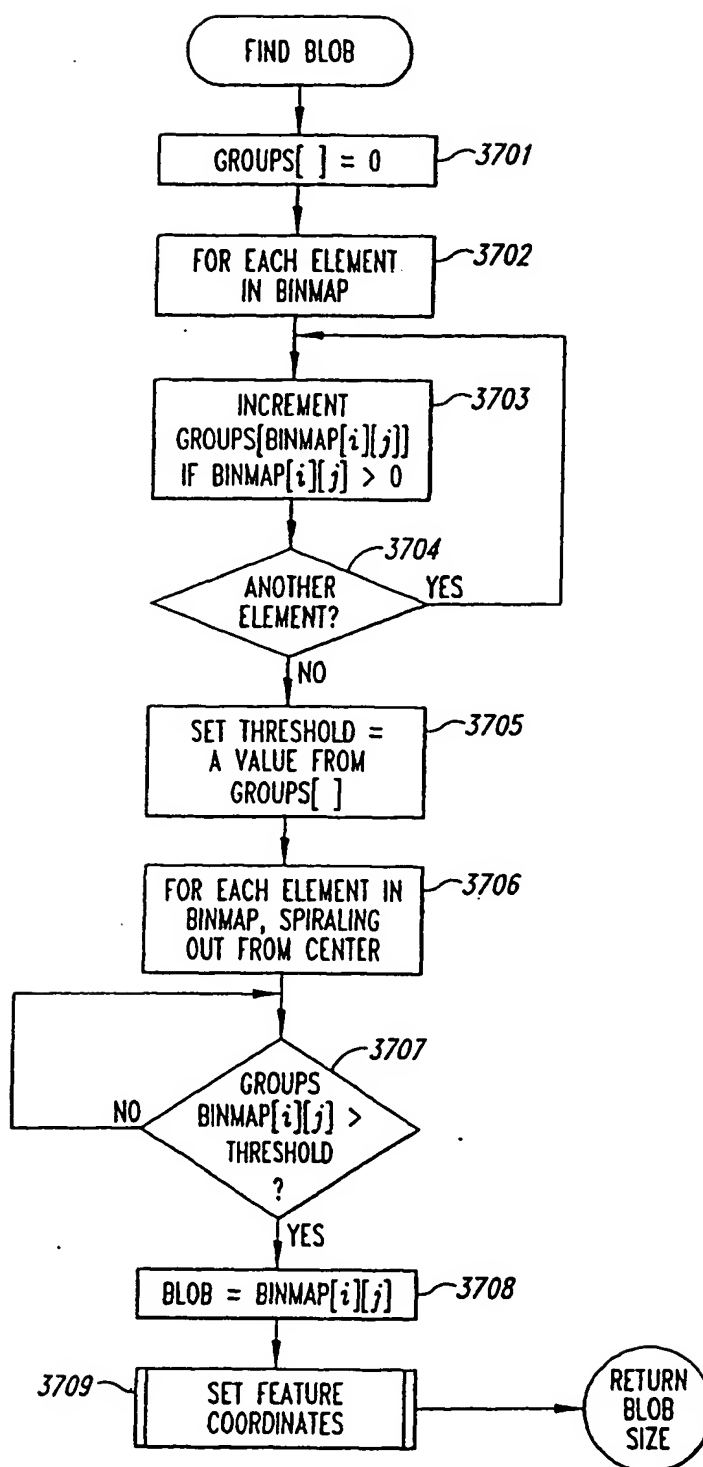 FIND BLOB
GROUPS[ ] = 0
3701
FOR EACH ELEMENT
IN BINMAP
3702
INCREMENT
GROUPS[BINMAP[i][j]]
IF BINMAP[i][j] > 0
3703
3704
ANOTHER
ELEMENT?
YES
NO
SET THRESHOLD =
A VALUE FROM
GROUPS[ ]
3705
FOR EACH ELEMENT IN
BINMAP, SPIRALING
OUT FROM CENTER
3706
3707
GROUPS
BINMAP[i][j] >
THRESHOLD
?
NO
YES
BLOB = BINMAP[i][j]
3708
3709
SET FEATURE
COORDINATES
RETURN
BLOB
SIZE